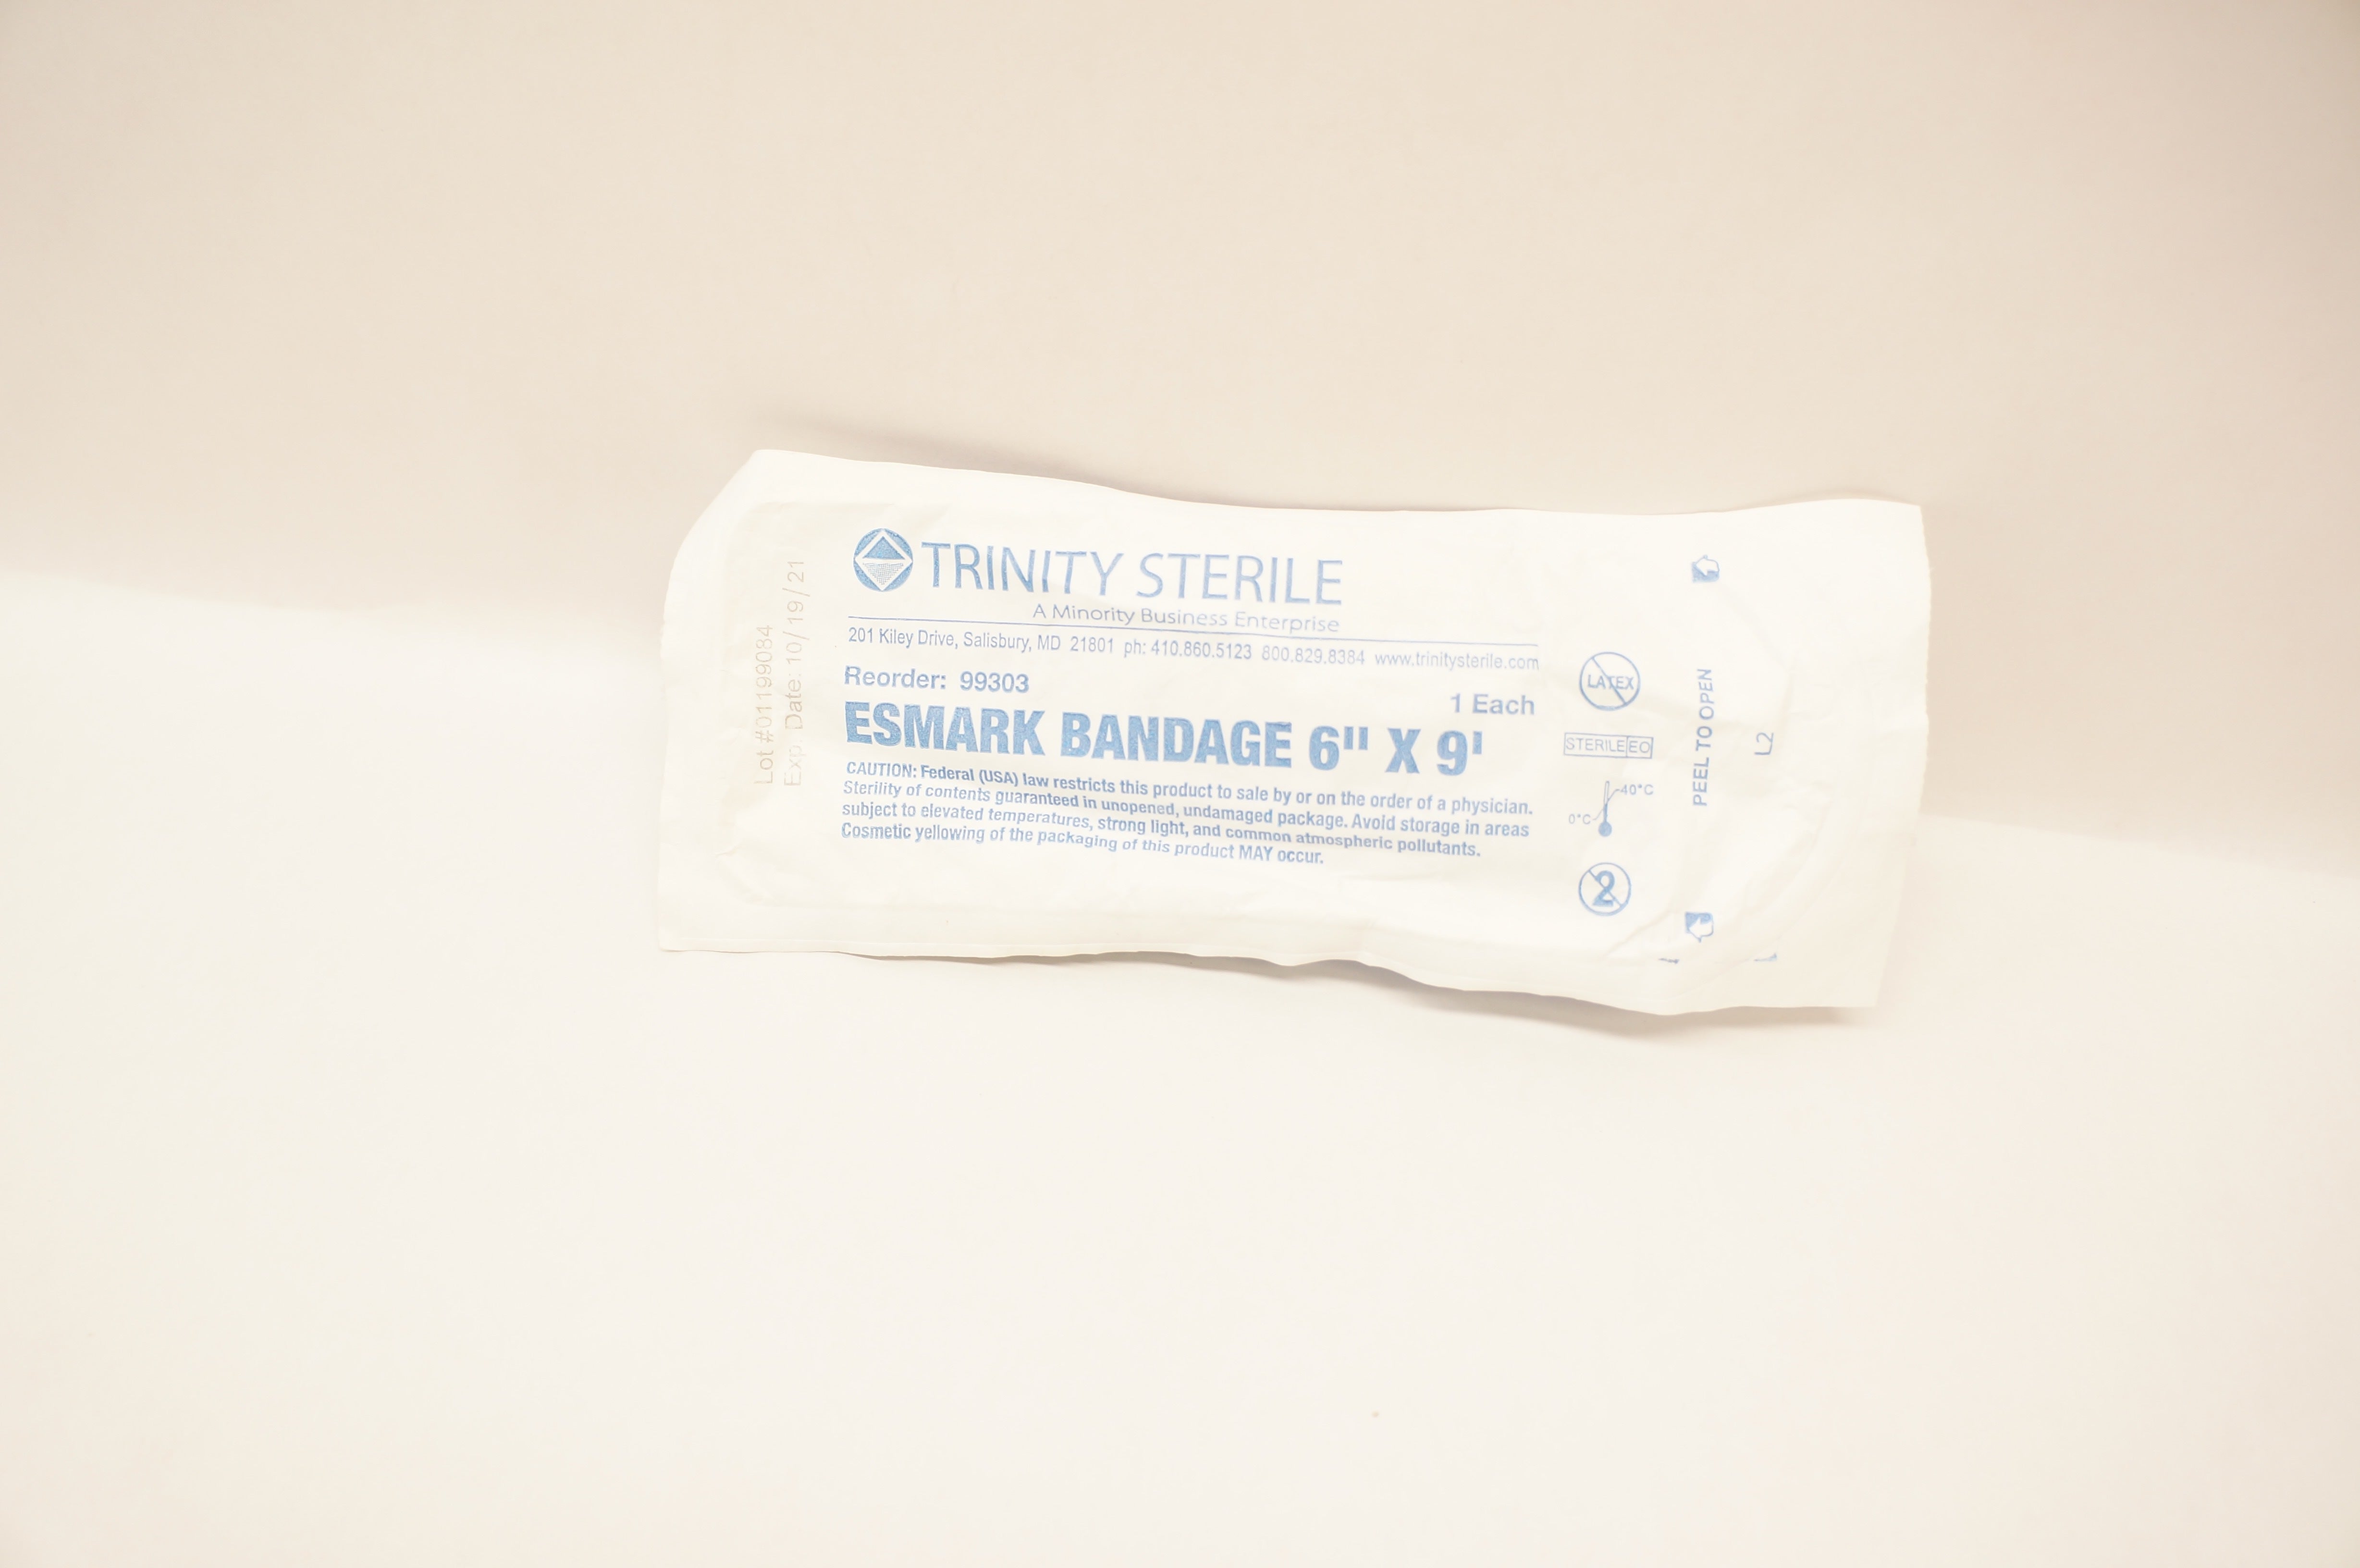 TRINITY STERILE
A Minority Business Enterprise
201 Kiley Drive, Salisbury, MD 21801 ph: 410.860.5123 800.829.8384 www.trinitysterile.com
Reorder: 99303
1 Each
ESMARK BANDAGE 6" X 9'
CAUTION: Federal (USA) law restricts this product to sale by or on the order of a physician.
Sterility of contents guaranteed in unopened, undamaged package. Avoid storage in areas
subject to elevated temperatures, strong light, and common atmospheric pollutants.
Cosmetic yellowing of the packaging of this product MAY occur.
Lot #01199084
Exp. Date: 10/19/21
LATEX
STERILE EO
40°C
0°C
2
PEEL TO OPEN
L2